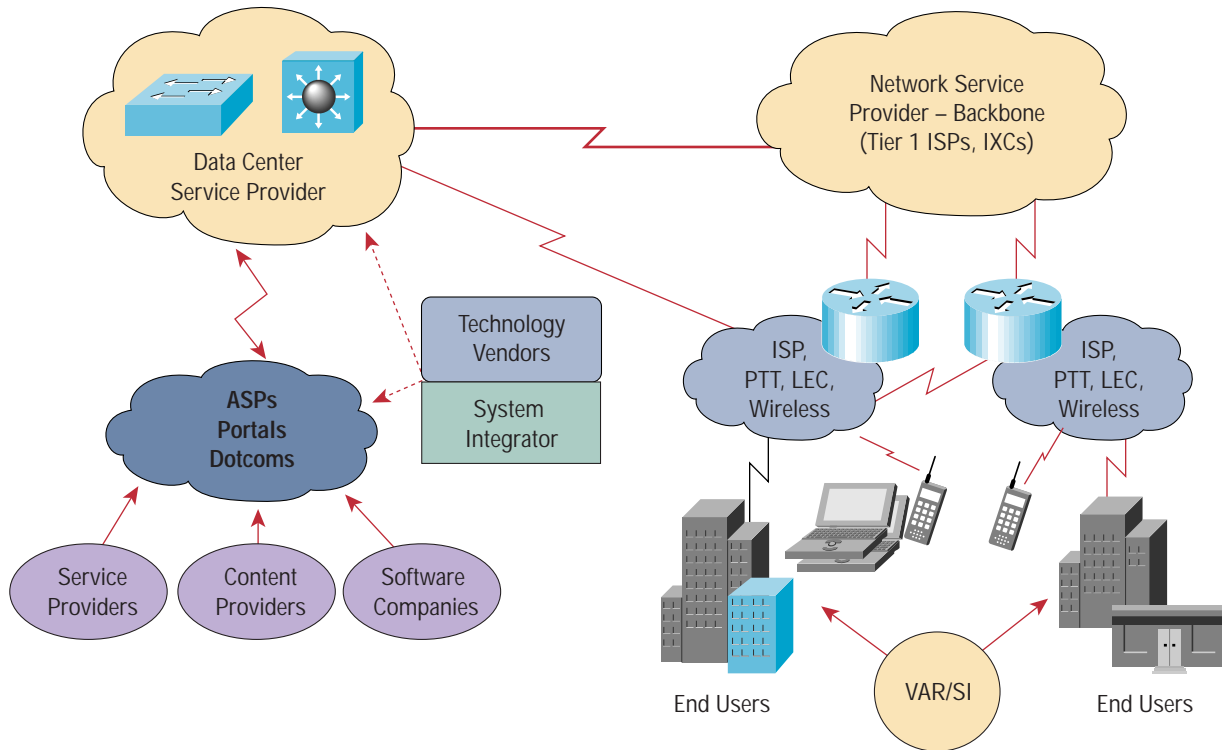 Data Center
Service Provider
Network Service
Provider – Backbone
(Tier 1 ISPs, IXCs)
Technology
Vendors
System
Integrator
ISP,
PTT, LEC,
Wireless
ISP,
PTT, LEC,
Wireless
ASPs
Portals
Dotcoms
Service
Providers
Content
Providers
Software
Companies
End Users
VAR/SI
End Users